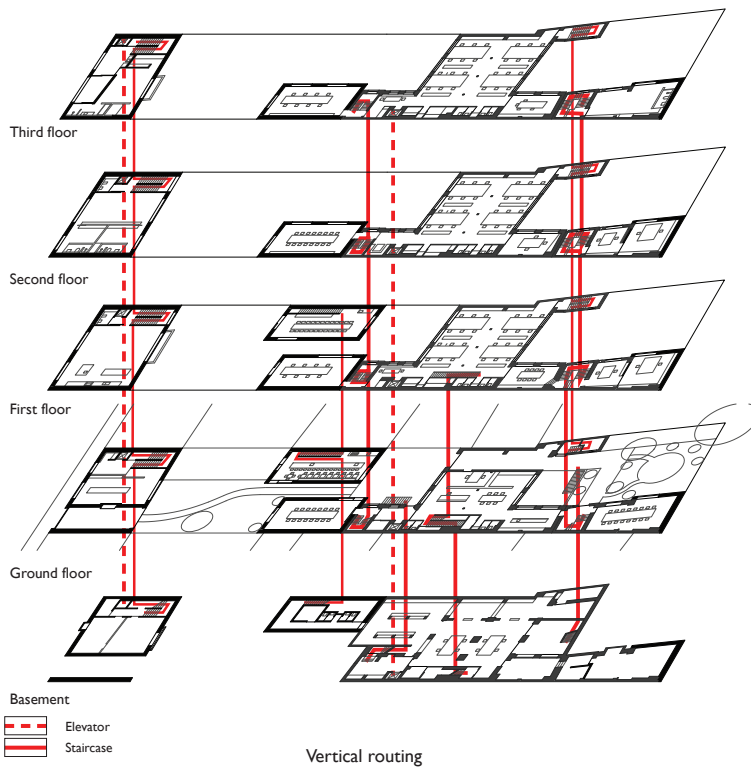 Third floor
Second floor
First floor
Ground floor
Basement
Elevator
Staircase
Vertical routing